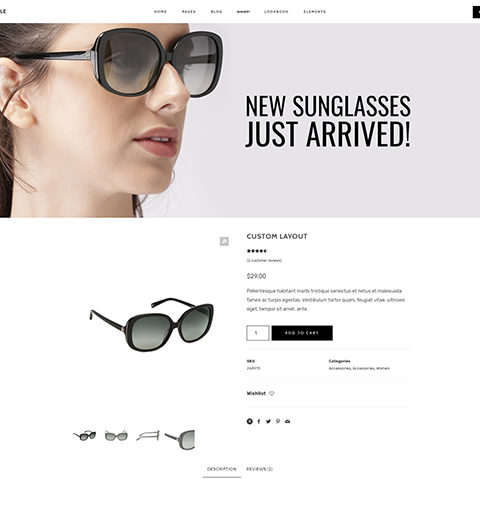 LE
HOME PAGES BLOG SHOP LOOKBOOK ELEMENTS
NEW SUNGLASSES
JUST ARRIVED!
CUSTOM LAYOUT
(2 customer reviews)
$29.00
Pellentesque habitant morbi tristique senectus et netus et malesuada
fames ac turpis egestas. Vestibulum tortor quam, feugiat vitae, ultricies
eget, tempor sit amet, ante.
1 ADD TO CART
SKU Categories
Accessories, Accessories, Women
Wishlist
DESCRIPTION REVIEWS (2)